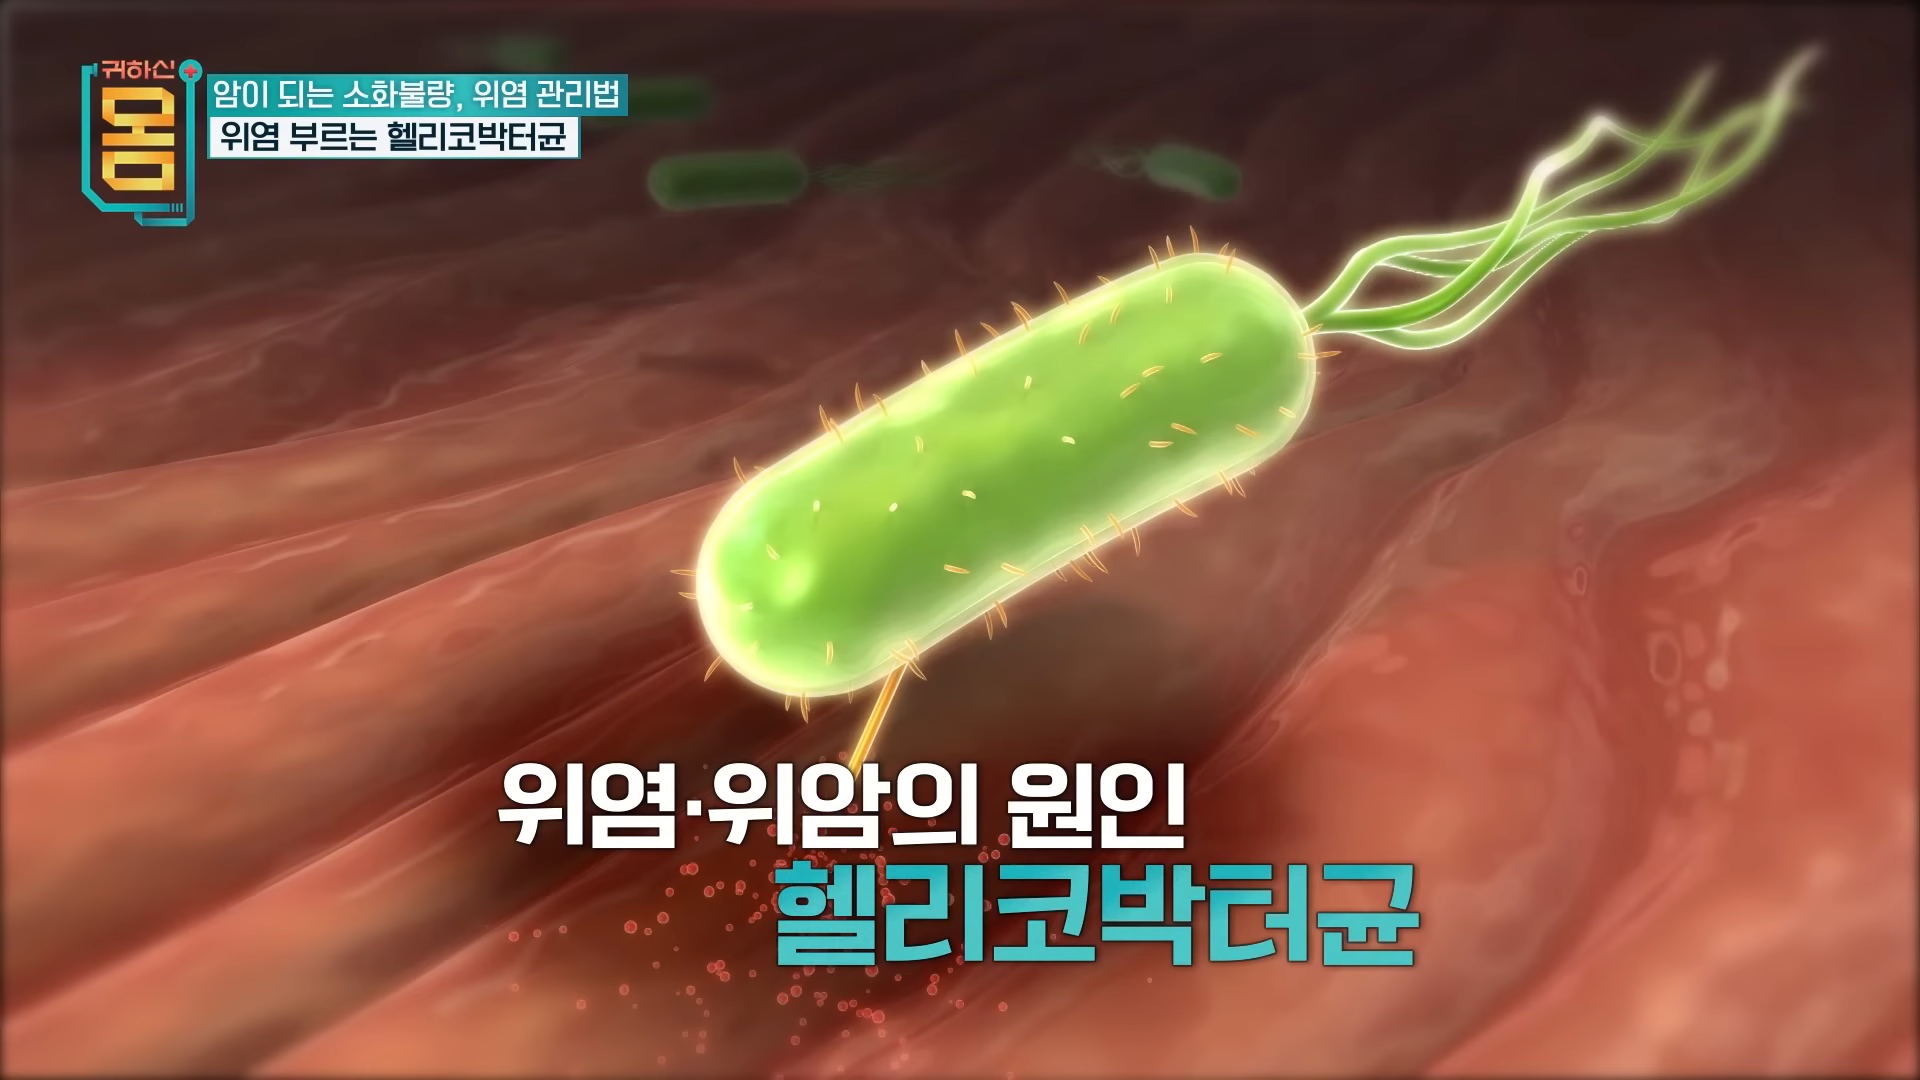 귀하신
몸
암이 되는 소화불량, 위염 관리법
위염 부르는 헬리코박터균
위염·위암의 원인
헬리코박터균